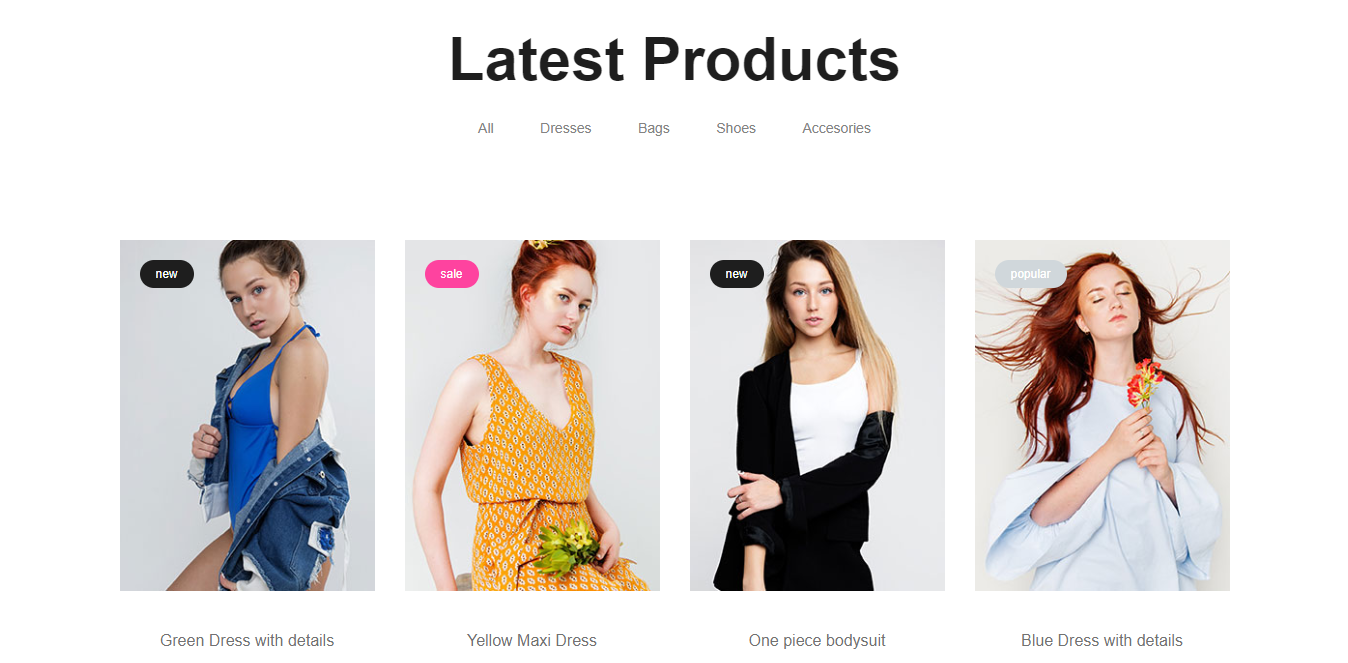 Latest Products
All Dresses Bags Shoes Accesories
new sale new popular
Green Dress with details Yellow Maxi Dress One piece bodysuit Blue Dress with details